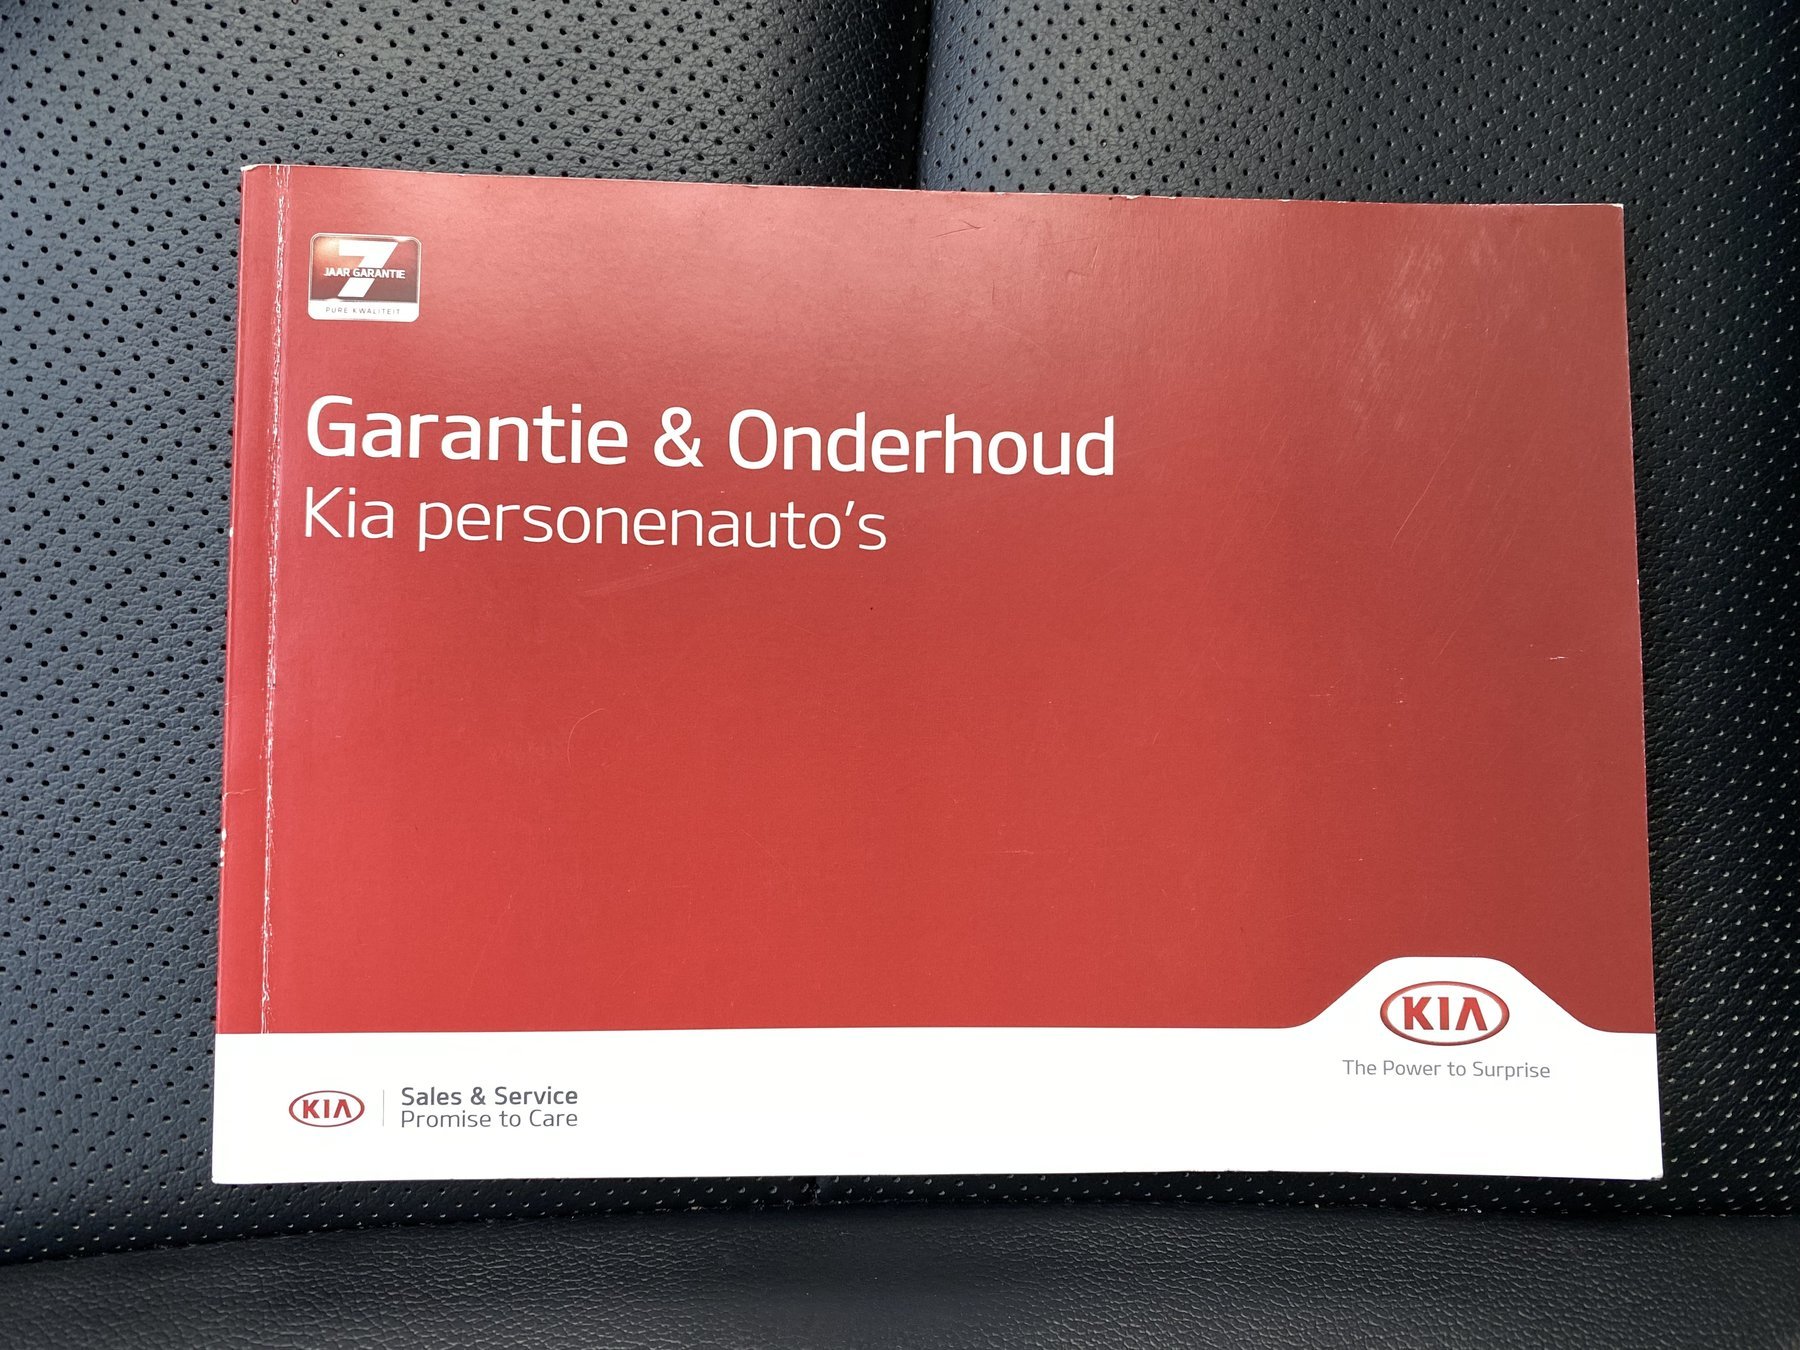 7
JAAR GARANTIE
PURE KWALITEIT
Garantie & Onderhoud
Kia personenauto's
KIA
The Power to Surprise
KIA
Sales & Service
Promise to Care